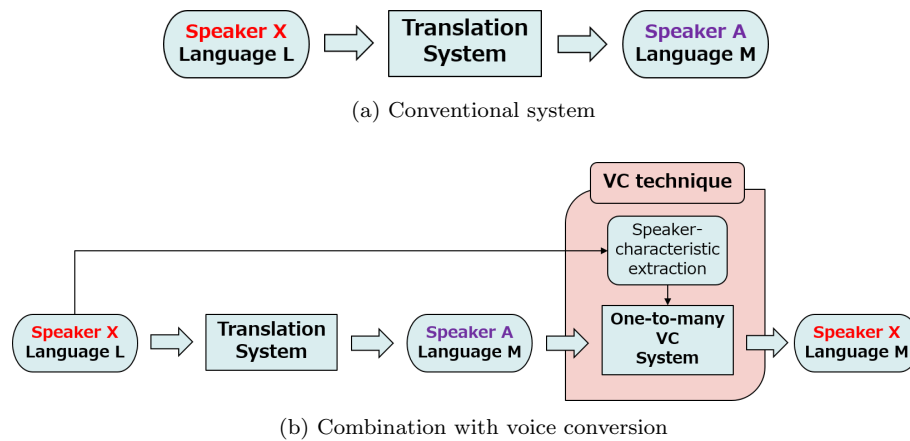 Speaker X
Language L
Translation
System
Speaker A
Language M
(a) Conventional system
VC technique
Speaker-
characteristic
extraction
Speaker X
Language L
Translation
System
Speaker A
Language M
One-to-many
VC
System
Speaker X
Language M
(b) Combination with voice conversion